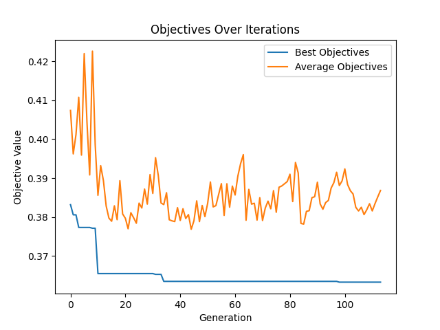 Objectives Over Iterations
Best Objectives
Average Objectives
0.42
0.41
0.40
0.39
0.38
0.37
Objective Value
0
20
40
60
80
100
Generation